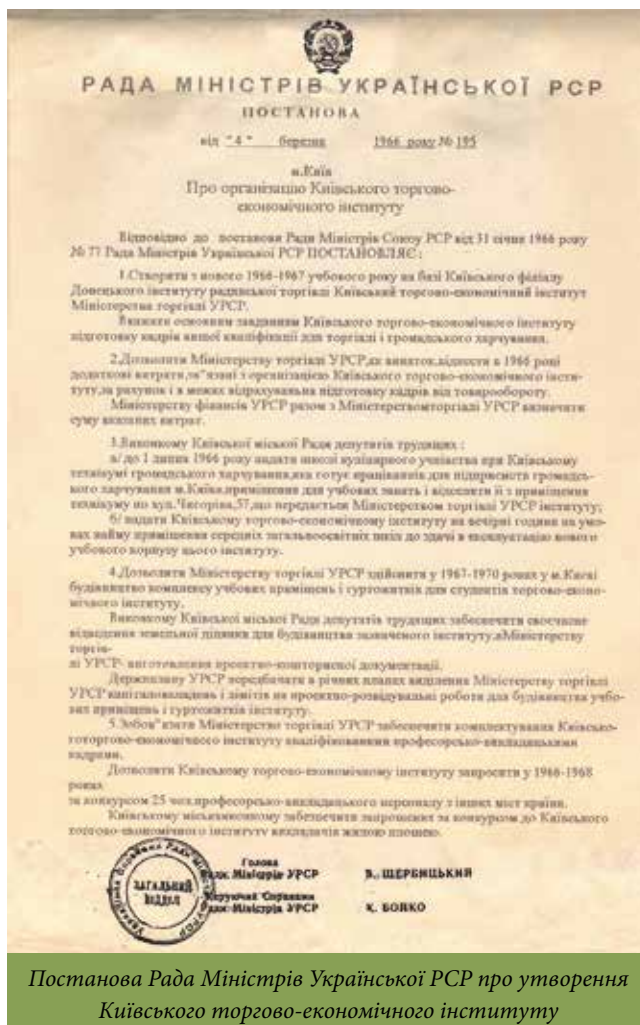 РАДА МІНІСТРІВ УКРАЇНСЬКОЇ РСР
ПОСТАНОВА
від "4" березня 1966 року № 195
м.Київ
Про організацію Київського торгово-
економічного інституту
Відповідно до постанови Ради Міністрів Союзу РСР від 31 січня 1966 року
№ 77 Рада Міністрів Української РСР ПОСТАНОВЛЯЄ:
1.Створити з нового 1966-1967 учбового року на базі Київського філіалу
Донецького інституту радянської торгівлі Київський торгово-економічний інститут
Міністерства торгівлі УРСР.
Вважати основним завданням Київського торгово-економічного інституту
підготовку кадрів вищої кваліфікації для торгівлі і громадського харчування.
2.Дозволити Міністерству торгівлі УРСР,як виняток,віднести в 1966 році
додаткові витрати,зв"язані з організацією Київського торгово-економічного інсти-
туту,за рахунок і в межах відрахувань на підготовку кадрів від товарообороту.
Міністерству фінансів УРСР разом з Міністерствомторгівлі УРСР визначити
суму вказаних витрат.
3.Виконкому Київської міської Ради депутатів трудящих :
а/ до 1 липня 1966 року надати школі кулінарного учнівства при Київському
технікумі громадського харчування,яка готує працівників для підприємств громадсь-
кого харчування м.Києва,приміщення для учбових занять і відселити її з приміщення
технікуму по вул.Чигоріна,57,що передається Міністерством торгівлі УРСР інституту;
б/ надати Київському торгово-економічному інституту на вечірні години на умо-
вах найму приміщення середніх загальноосвітніх шкіл до здачі в експлуатацію нового
учбового корпусу цього інституту.
4.Дозволити Міністерству торгівлі УРСР здійснити у 1967-1970 роках у м.Києві
будівництво комплексу учбових приміщень і гуртожитків для студентів торгово-еконо-
мічного інституту.
Виконкому Київської міської Ради депутатів трудящих забезпечити своєчасне
відведення земельної ділянки для будівництва зазначеного інституту,аМіністерству
торгів-
лі УРСР- виготовлення проектно-кошторисної документації.
Держплану УРСР передбачати в річних планах виділення Міністерству торгівлі
УРСР капіталовкладень і лімітів на проектно-розвідувальні роботи для будівництва учбо-
вих приміщень і гуртожитків інституту.
5.Зобов"язати Міністерство торгівлі УРСР забезпечити комплектування Київсько-
готоргово-економічного інституту кваліфікованими професорсько-викладацькими
кадрами.
Дозволити Київському торгово-економічному інституту запросити у 1966-1968
роках
за конкурсом 25 чол.професорсько-викладацького персоналу з інших міст країни.
Київському міськвиконкому забезпечити запрошених за конкурсом до Київського
торгово-економічного інституту викладачів жилою площею.
Голова
Ради Міністрів УРСР В. ЩЕРБИЦЬКИЙ
Керуючий Справами
Ради Міністрів УРСР К. БОЙКО
ЗАГАЛЬНИЙ
ВІДДІЛ
Постанова Рада Міністрів Української РСР про утворення
Київського торгово-економічного інституту